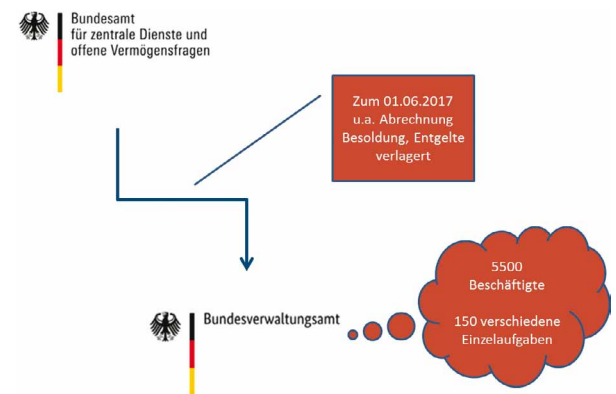 Bundesamt
für zentrale Dienste und
offene Vermögensfragen
Zum 01.06.2017
u.a. Abrechnung
Besoldung, Entgelte
verlagert
5500
Beschäftigte
150 verschiedene
Einzelaufgaben
Bundesverwaltungsamt